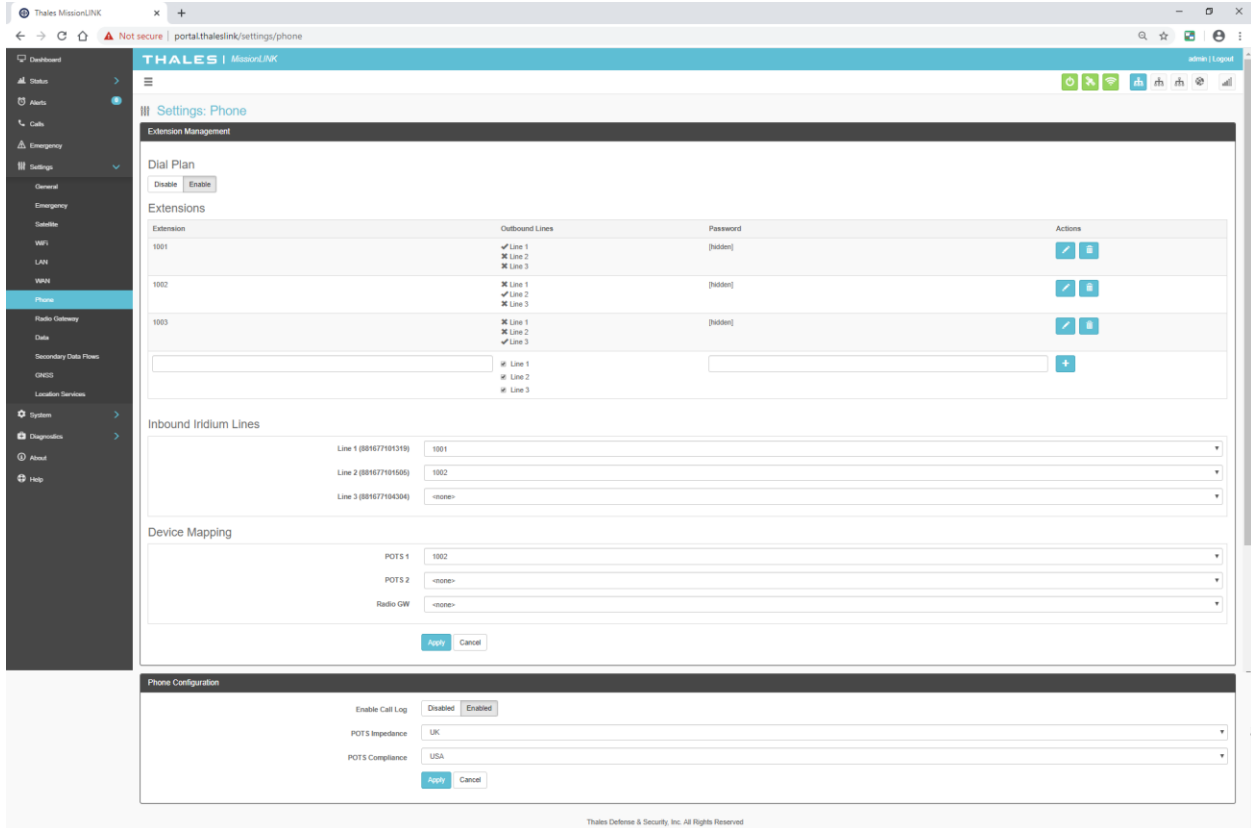 Thales MissionLINK
Not secure | portal.thaleslink/settings/phone
THALES | MissionLINK
admin | Logout
Dashboard
Status
Alerts
Calls
Emergency
Settings
General
Emergency
Satellite
WiFi
LAN
WAN
Phone
Radio Gateway
Data
Secondary Data Flows
GNSS
Location Services
System
Diagnostics
About
Help
Settings: Phone
Extension Management
Dial Plan
Disable Enable
Extensions
Extension Outbound Lines Password Actions
1001 Line 1 [hidden]
Line 2
Line 3
1002 Line 1 [hidden]
Line 2
Line 3
1003 Line 1 [hidden]
Line 2
Line 3
Line 1
Line 2
Line 3
Inbound Iridium Lines
Line 1 (881677101319) 1001
Line 2 (881677101506) 1002
Line 3 (881677104304) <none>
Device Mapping
POTS 1 1002
POTS 2 <none>
Radio GW <none>
Apply Cancel
Phone Configuration
Enable Call Log Disabled Enabled
POTS Impedance UK
POTS Compliance USA
Apply Cancel
Thales Defense & Security, Inc. All Rights Reserved